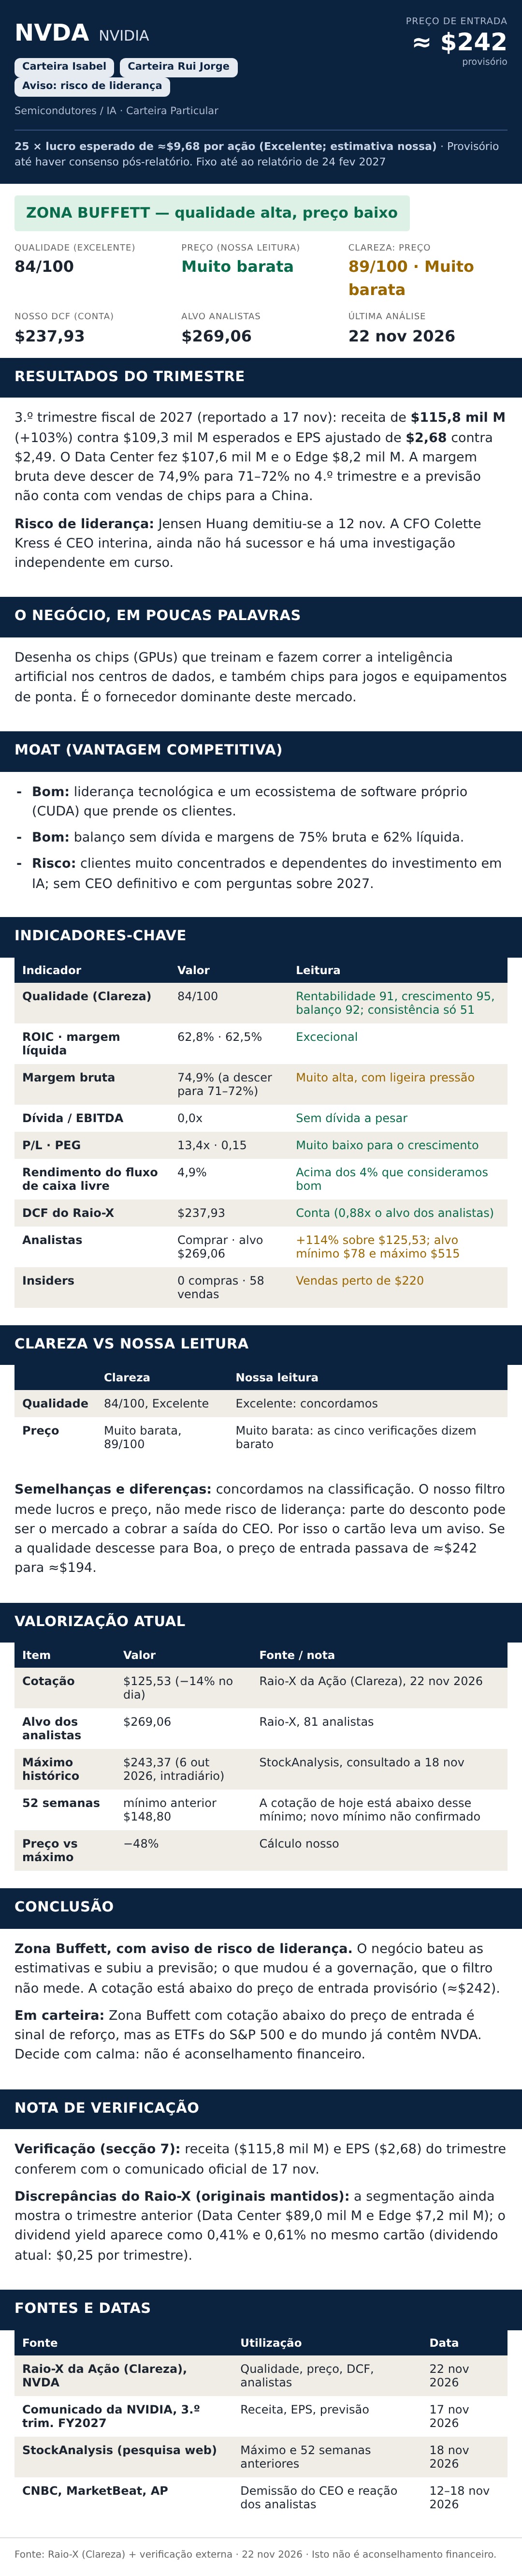 NVDA NVIDIA
PREÇO DE ENTRADA
≈ $242
provisório
Carteira Isabel
Carteira Rui Jorge
Aviso: risco de liderança
Semicondutores / IA · Carteira Particular
25 × lucro esperado de ≈$9,68 por ação (Excelente; estimativa nossa) · Provisório
até haver consenso pós-relatório. Fixo até ao relatório de 24 fev 2027
ZONA BUFFETT — qualidade alta, preço baixo
QUALIDADE (EXCELENTE)
84/100
PREÇO (NOSSA LEITURA)
Muito barata
CLAREZA: PREÇO
89/100 · Muito
barata
NOSSO DCF (CONTA)
$237,93
ALVO ANALISTAS
$269,06
ÚLTIMA ANÁLISE
22 nov 2026
RESULTADOS DO TRIMESTRE
3.º trimestre fiscal de 2027 (reportado a 17 nov): receita de $115,8 mil M
(+103%) contra $109,3 mil M esperados e EPS ajustado de $2,68 contra
$2,49. O Data Center fez $107,6 mil M e o Edge $8,2 mil M. A margem
bruta deve descer de 74,9% para 71–72% no 4.º trimestre e a previsão
não conta com vendas de chips para a China.
Risco de liderança: Jensen Huang demitiu-se a 12 nov. A CFO Colette
Kress é CEO interina, ainda não há sucessor e há uma investigação
independente em curso.
O NEGÓCIO, EM POUCAS PALAVRAS
Desenha os chips (GPUs) que treinam e fazem correr a inteligência
artificial nos centros de dados, e também chips para jogos e equipamentos
de ponta. É o fornecedor dominante deste mercado.
MOAT (VANTAGEM COMPETITIVA)
- Bom: liderança tecnológica e um ecossistema de software próprio
(CUDA) que prende os clientes.
- Bom: balanço sem dívida e margens de 75% bruta e 62% líquida.
- Risco: clientes muito concentrados e dependentes do investimento em
IA; sem CEO definitivo e com perguntas sobre 2027.
INDICADORES-CHAVE
Indicador Valor Leitura
Qualidade (Clareza) 84/100 Rentabilidade 91, crescimento 95,
balanço 92; consistência só 51
ROIC · margem
líquida
62,8% · 62,5% Excecional
Margem bruta 74,9% (a descer
para 71–72%)
Muito alta, com ligeira pressão
Dívida / EBITDA 0,0x Sem dívida a pesar
P/L · PEG 13,4x · 0,15 Muito baixo para o crescimento
Rendimento do fluxo
de caixa livre
4,9% Acima dos 4% que consideramos
bom
DCF do Raio-X $237,93 Conta (0,88x o alvo dos analistas)
Analistas Comprar · alvo
$269,06
+114% sobre $125,53; alvo
mínimo $78 e máximo $515
Insiders 0 compras · 58
vendas
Vendas perto de $220
CLAREZA VS NOSSA LEITURA
Clareza Nossa leitura
Qualidade 84/100, Excelente Excelente: concordamos
Preço Muito barata,
89/100
Muito barata: as cinco verificações dizem
barato
Semelhanças e diferenças: concordamos na classificação. O nosso filtro
mede lucros e preço, não mede risco de liderança: parte do desconto pode
ser o mercado a cobrar a saída do CEO. Por isso o cartão leva um aviso. Se
a qualidade descesse para Boa, o preço de entrada passava de ≈$242
para ≈$194.
VALORIZAÇÃO ATUAL
Item Valor Fonte / nota
Cotação $125,53 (−14% no
dia)
Raio-X da Ação (Clareza), 22 nov 2026
Alvo dos
analistas
$269,06 Raio-X, 81 analistas
Máximo
histórico
$243,37 (6 out
2026, intradiário)
StockAnalysis, consultado a 18 nov
52 semanas mínimo anterior
$148,80
A cotação de hoje está abaixo desse
mínimo; novo mínimo não confirmado
Preço vs
máximo
−48% Cálculo nosso
CONCLUSÃO
Zona Buffett, com aviso de risco de liderança. O negócio bateu as
estimativas e subiu a previsão; o que mudou é a governação, que o filtro
não mede. A cotação está abaixo do preço de entrada provisório (≈$242).
Em carteira: Zona Buffett com cotação abaixo do preço de entrada é
sinal de reforço, mas as ETFs do S&P 500 e do mundo já contêm NVDA.
Decide com calma: não é aconselhamento financeiro.
NOTA DE VERIFICAÇÃO
Verificação (secção 7): receita ($115,8 mil M) e EPS ($2,68) do trimestre
conferem com o comunicado oficial de 17 nov.
Discrepâncias do Raio-X (originais mantidos): a segmentação ainda
mostra o trimestre anterior (Data Center $89,0 mil M e Edge $7,2 mil M); o
dividend yield aparece como 0,41% e 0,61% no mesmo cartão (dividendo
atual: $0,25 por trimestre).
FONTES E DATAS
Fonte Utilização Data
Raio-X da Ação (Clareza),
NVDA
Qualidade, preço, DCF,
analistas
22 nov
2026
Comunicado da NVIDIA, 3.º
trim. FY2027
Receita, EPS, previsão 17 nov
2026
StockAnalysis (pesquisa web) Máximo e 52 semanas
anteriores
18 nov
2026
CNBC, MarketBeat, AP Demissão do CEO e reação
dos analistas
12–18 nov
2026
Fonte: Raio-X (Clareza) + verificação externa · 22 nov 2026 · Isto não é aconselhamento financeiro.